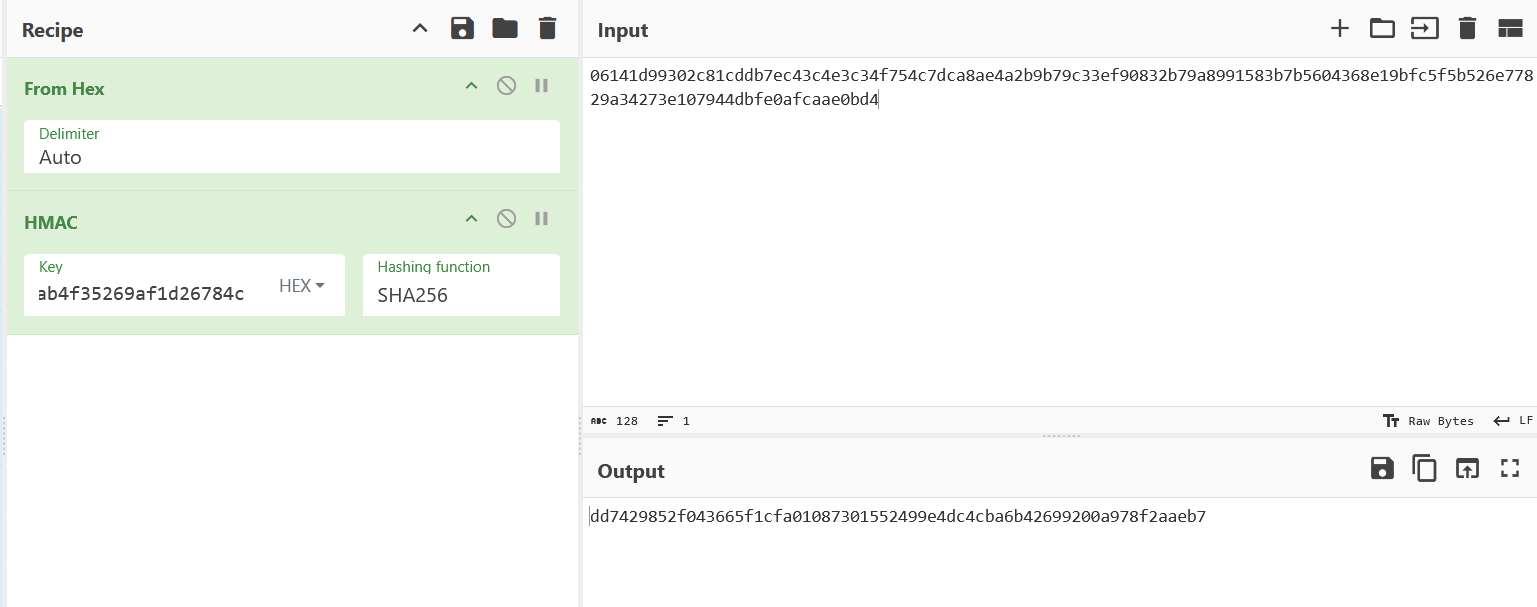 Recipe
From Hex
Delimiter
Auto
HMAC
Key
ab4f35269af1d26784c
HEX
Hashing function
SHA256
Input
06141d99302c81cddb7ec43c4e3c34f754c7dca8ae4a2b9b79c33ef90832b79a8991583b7b5604368e19bfc5f5b526e778
29a34273e107944dbfe0afcaae0bd4
ABC 128 1
Raw Bytes LF
Output
dd7429852f043665f1cfa01087301552499e4dc4cba6b42699200a978f2aaeb7